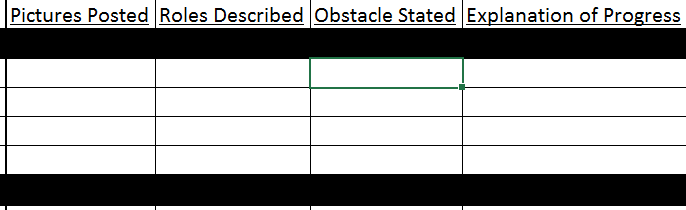 Pictures Posted Roles Described Obstacle Stated Explanation of Progress